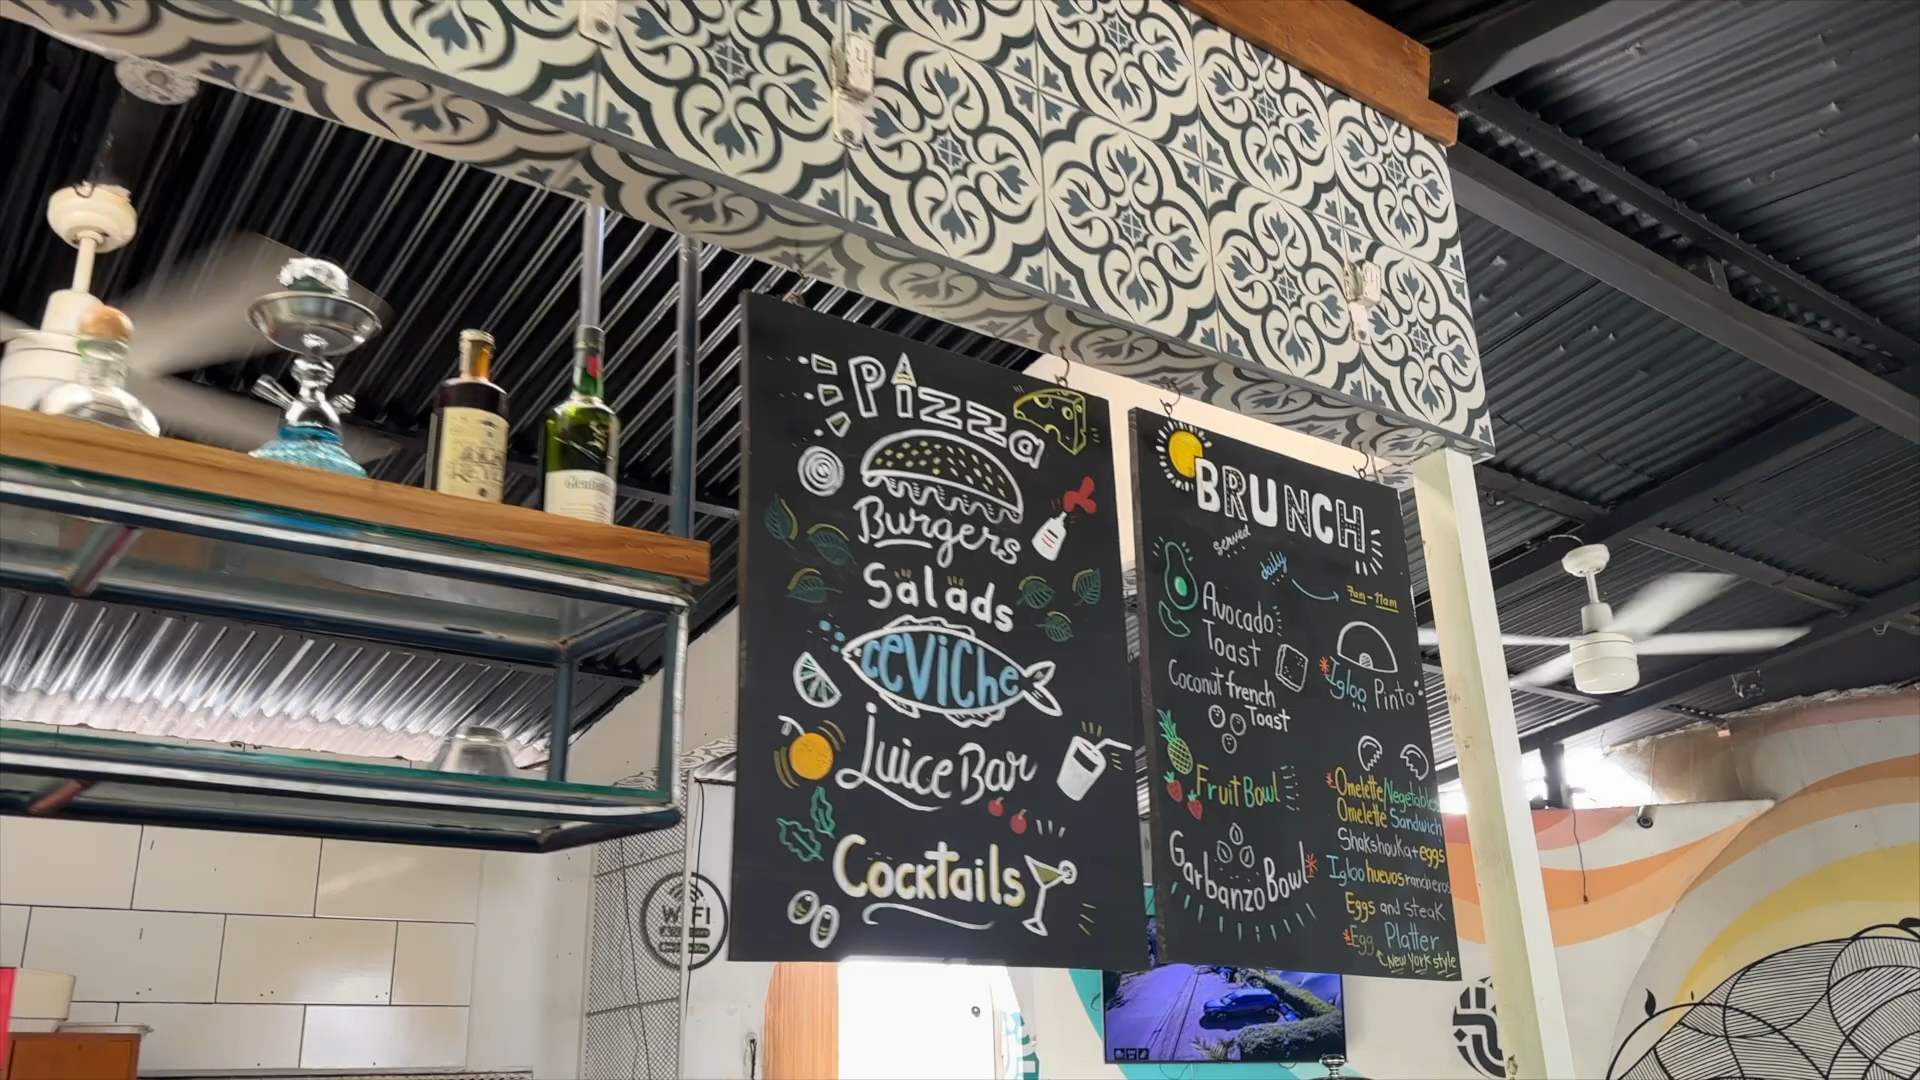 Pizza
Burgers
Salads
CeViChe
Juice Bar
Cocktails
BRUNCH
served
daily
7am-11am
Avocado
Toast
Coconut french
Toast
Fruit Bowl
Garbanzo Bowl*
*Igloo Pinto
*Omelette/Vegetables
Omelette Sandwich
Shakshouka+eggs
Igloo huevos rancheros
Eggs and steak
*Egg Platter
New York style
WiFi